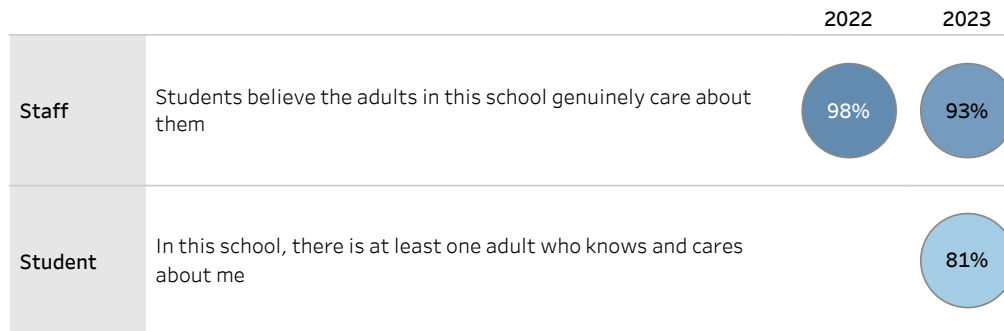 2022 2023
Staff
Students believe the adults in this school genuinely care about
them
98% 93%
Student
In this school, there is at least one adult who knows and cares
about me
81%